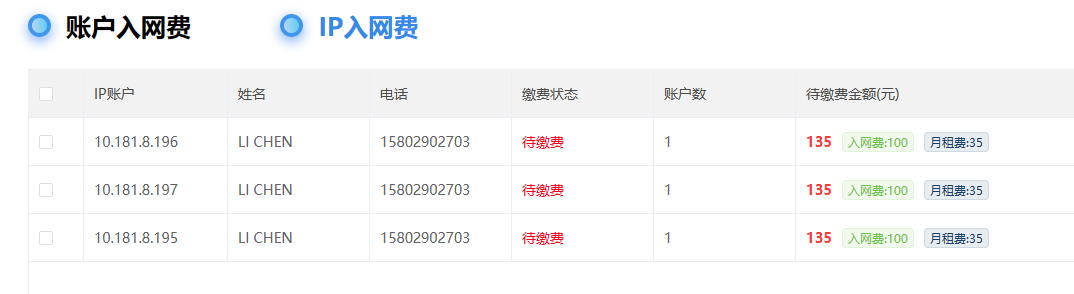 账户入网费 IP入网费
IP账户 姓名 电话 缴费状态 账户数 待缴费金额(元)
10.181.8.196 LI CHEN 15802902703 待缴费 1 135 入网费:100 月租费:35
10.181.8.197 LI CHEN 15802902703 待缴费 1 135 入网费:100 月租费:35
10.181.8.195 LI CHEN 15802902703 待缴费 1 135 入网费:100 月租费:35